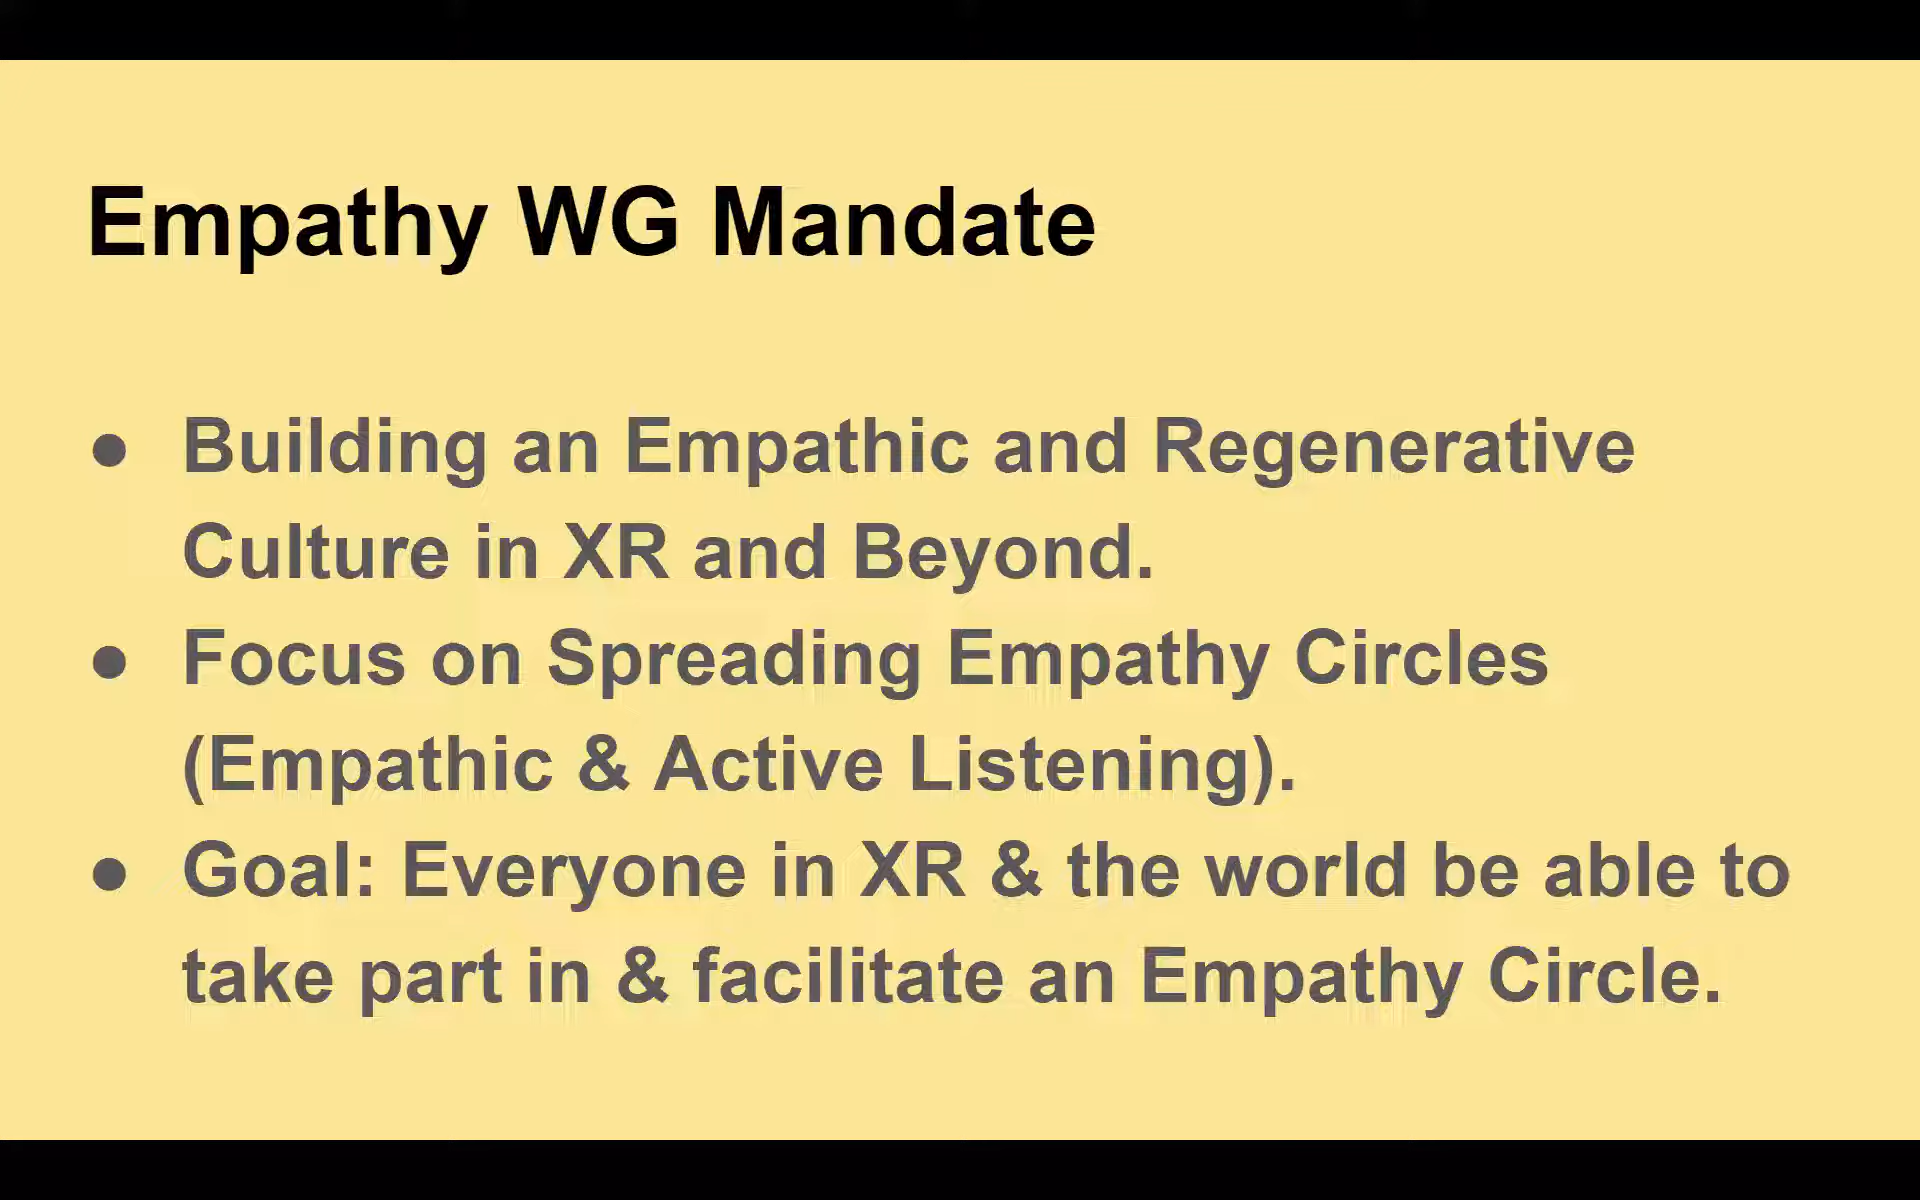 Empathy WG Mandate
● Building an Empathic and Regenerative
Culture in XR and Beyond.
● Focus on Spreading Empathy Circles
(Empathic & Active Listening).
● Goal: Everyone in XR & the world be able to
take part in & facilitate an Empathy Circle.